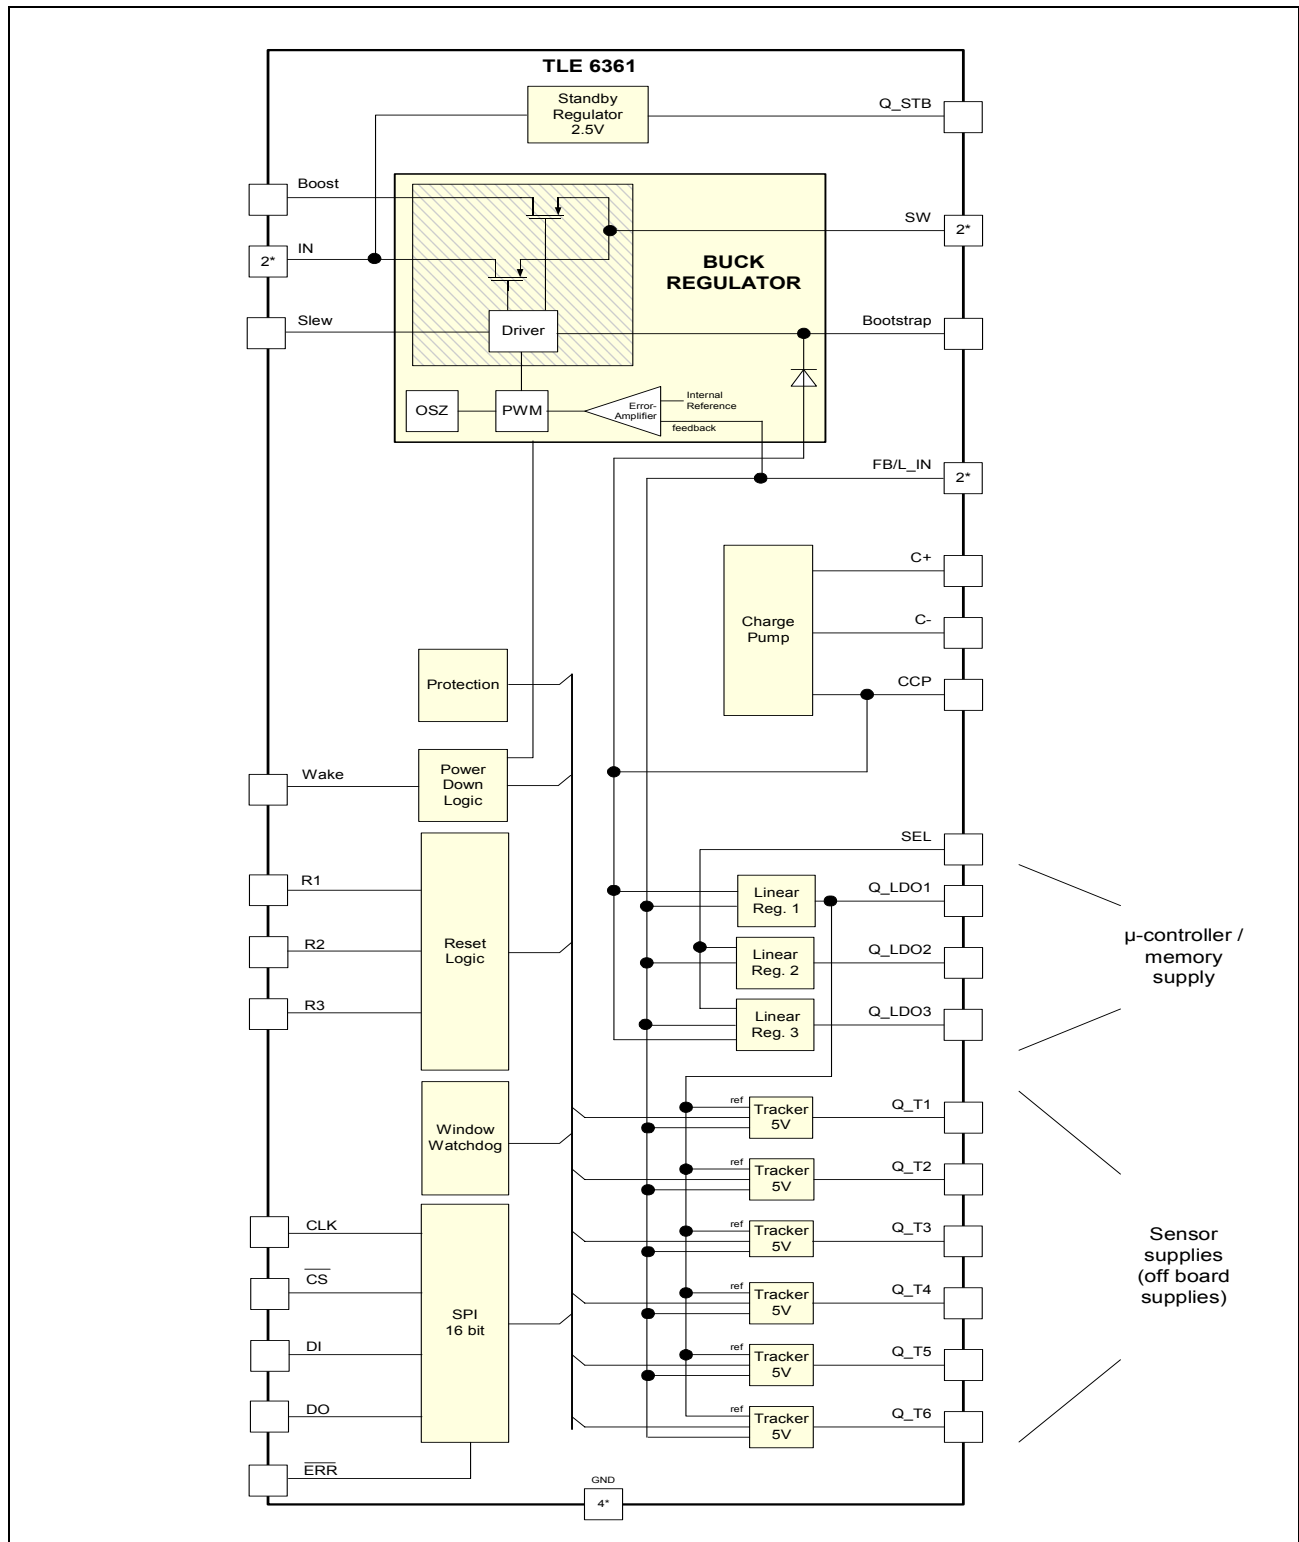 TLE 6361
Standby
Regulator
2.5V
Q_STB
Boost
IN
2*
Slew
SW
2*
BUCK
REGULATOR
Driver
Bootstrap
OSZ
PWM
Error-
Amplifier
Internal
Reference
feedback
FB/L_IN
2*
C+
C-
CCP
Charge
Pump
Protection
Wake
Power
Down
Logic
R1
R2
R3
Reset
Logic
SEL
Linear
Reg. 1
Q_LDO1
Linear
Reg. 2
Q_LDO2
Linear
Reg. 3
Q_LDO3
µ-controller /
memory
supply
Window
Watchdog
ref
Tracker
5V
Q_T1
ref
Tracker
5V
Q_T2
ref
Tracker
5V
Q_T3
ref
Tracker
5V
Q_T4
ref
Tracker
5V
Q_T5
ref
Tracker
5V
Q_T6
Sensor
supplies
(off board
supplies)
CLK
CS
DI
DO
ERR
SPI
16 bit
GND
4*